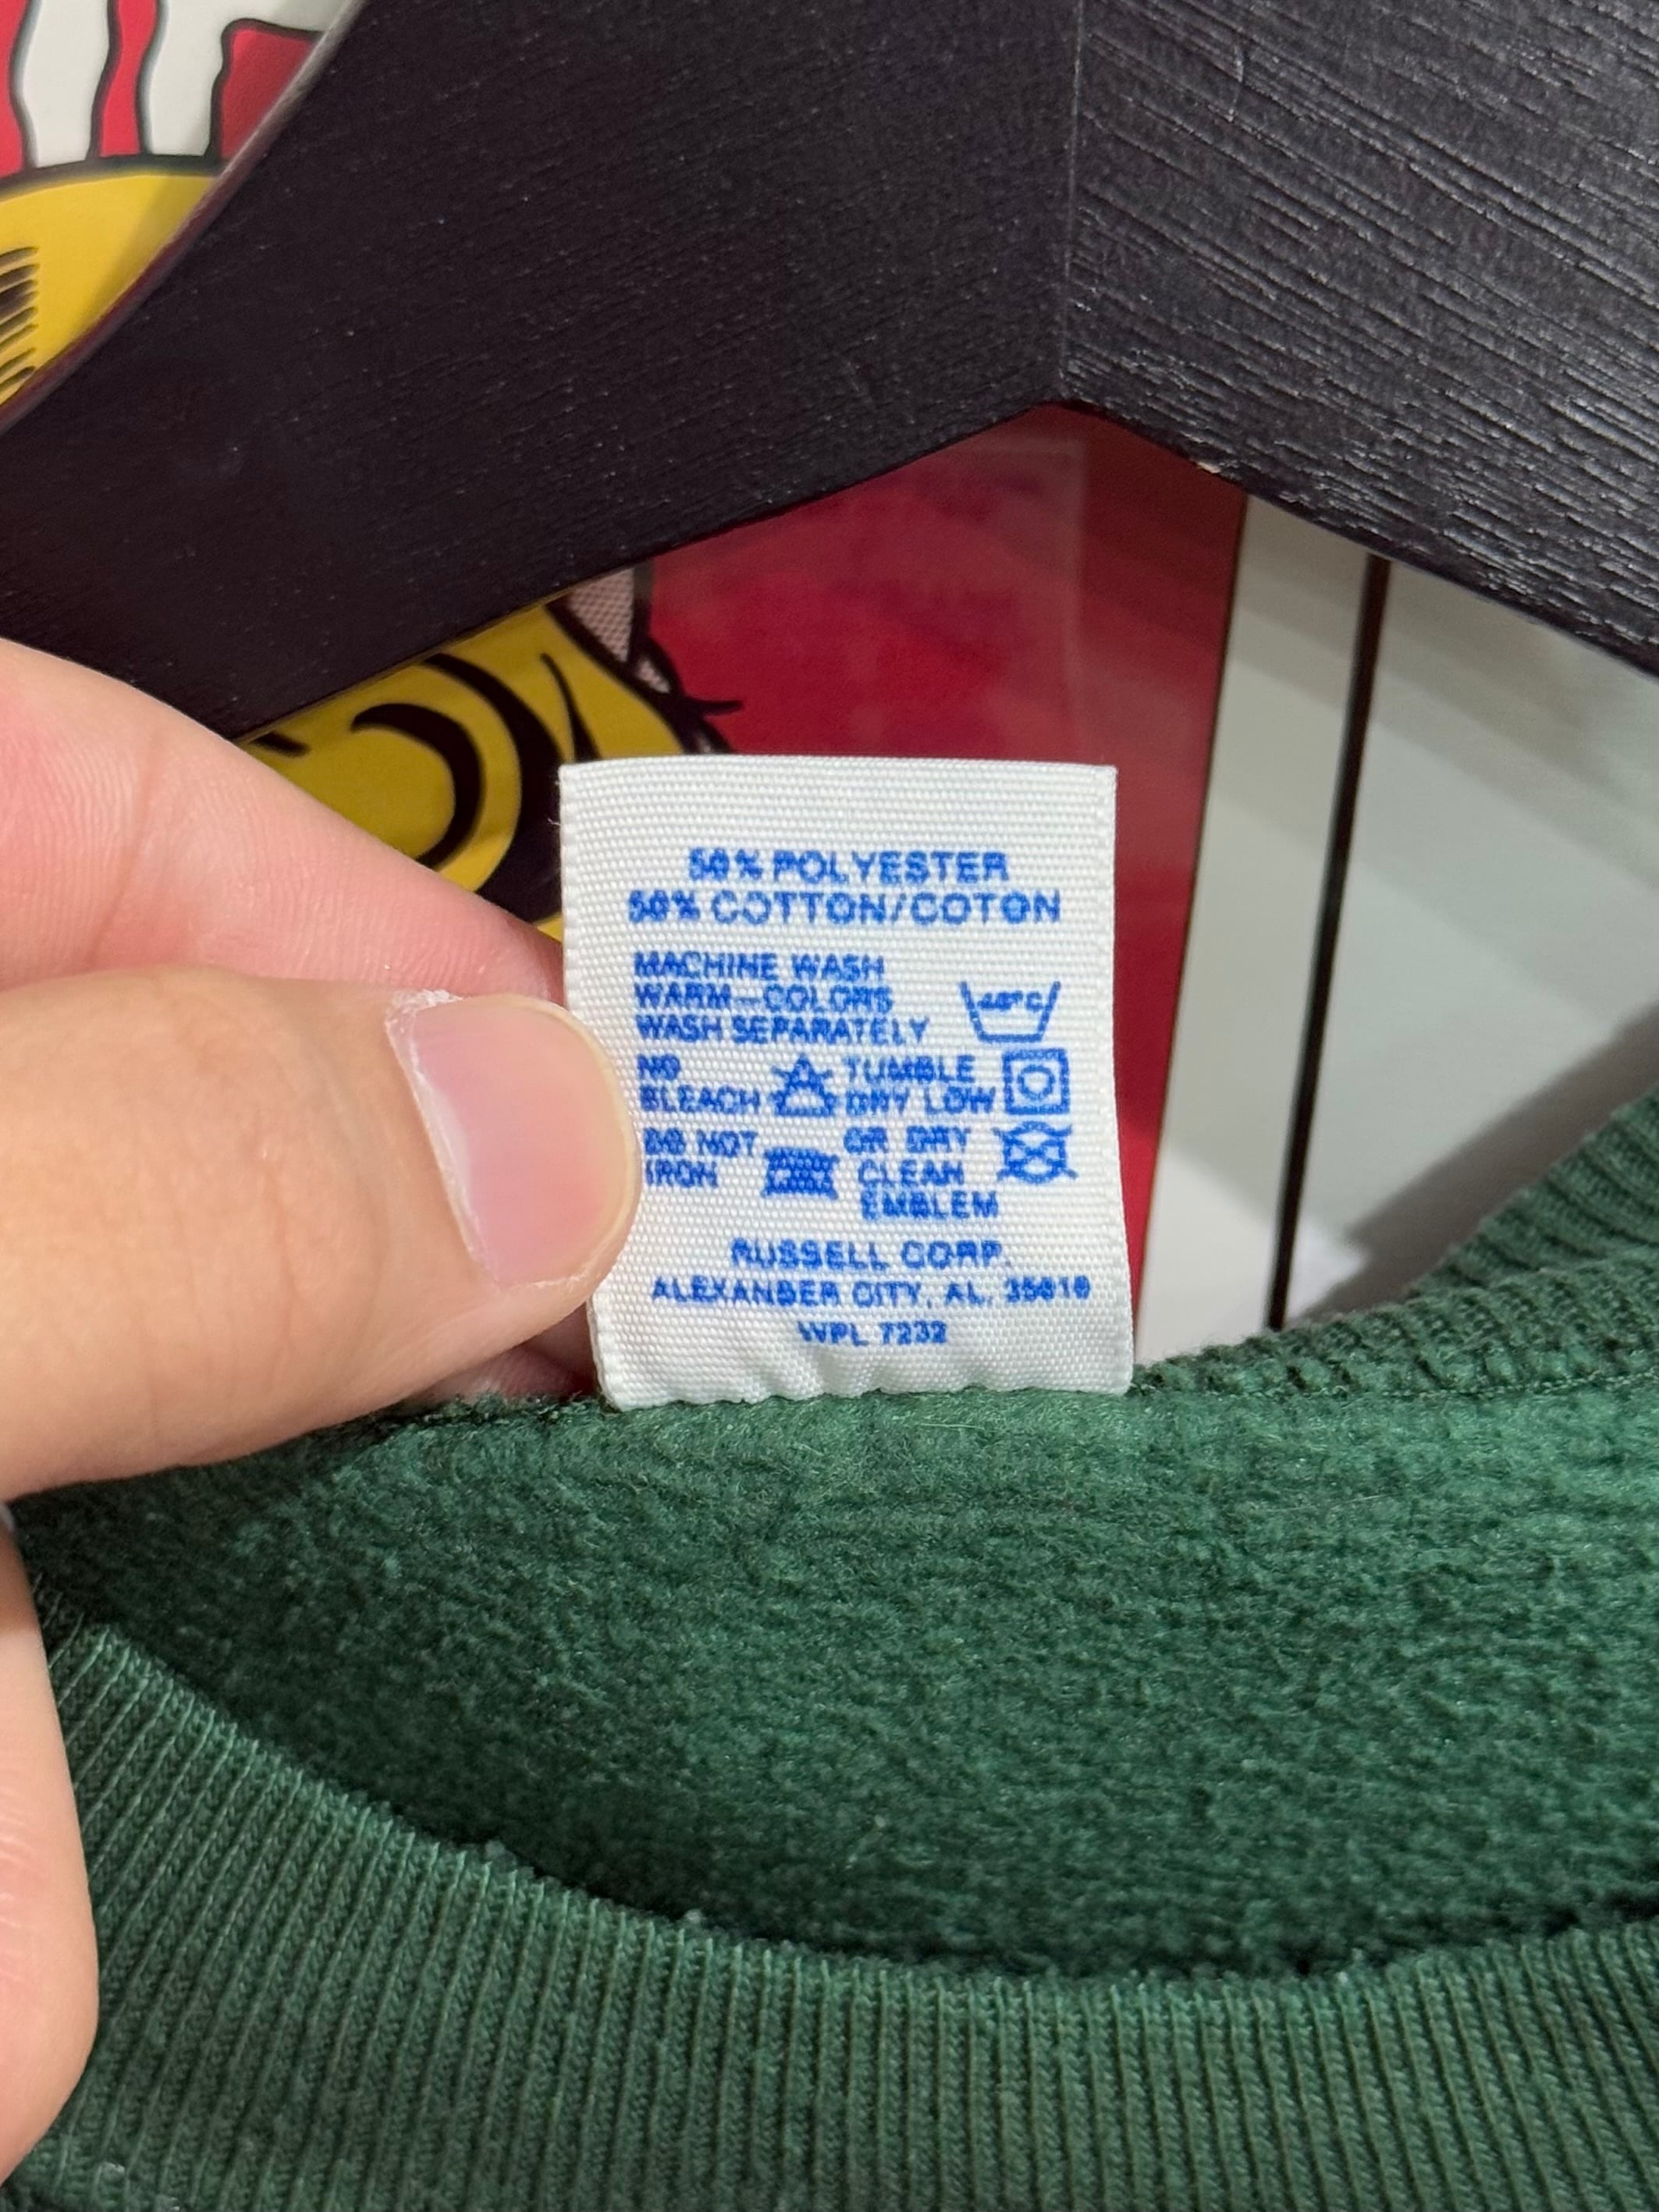 50% POLYESTER
50% COTTON/COTON
MACHINE WASH
WARM—COLORS
WASH SEPARATELY
40°C
NO
BLEACH
TUMBLE
DRY LOW
DO NOT
IRON
OR DRY
CLEAN
EMBLEM
RUSSELL CORP.
ALEXANDER CITY, AL. 35010
WPL 7232